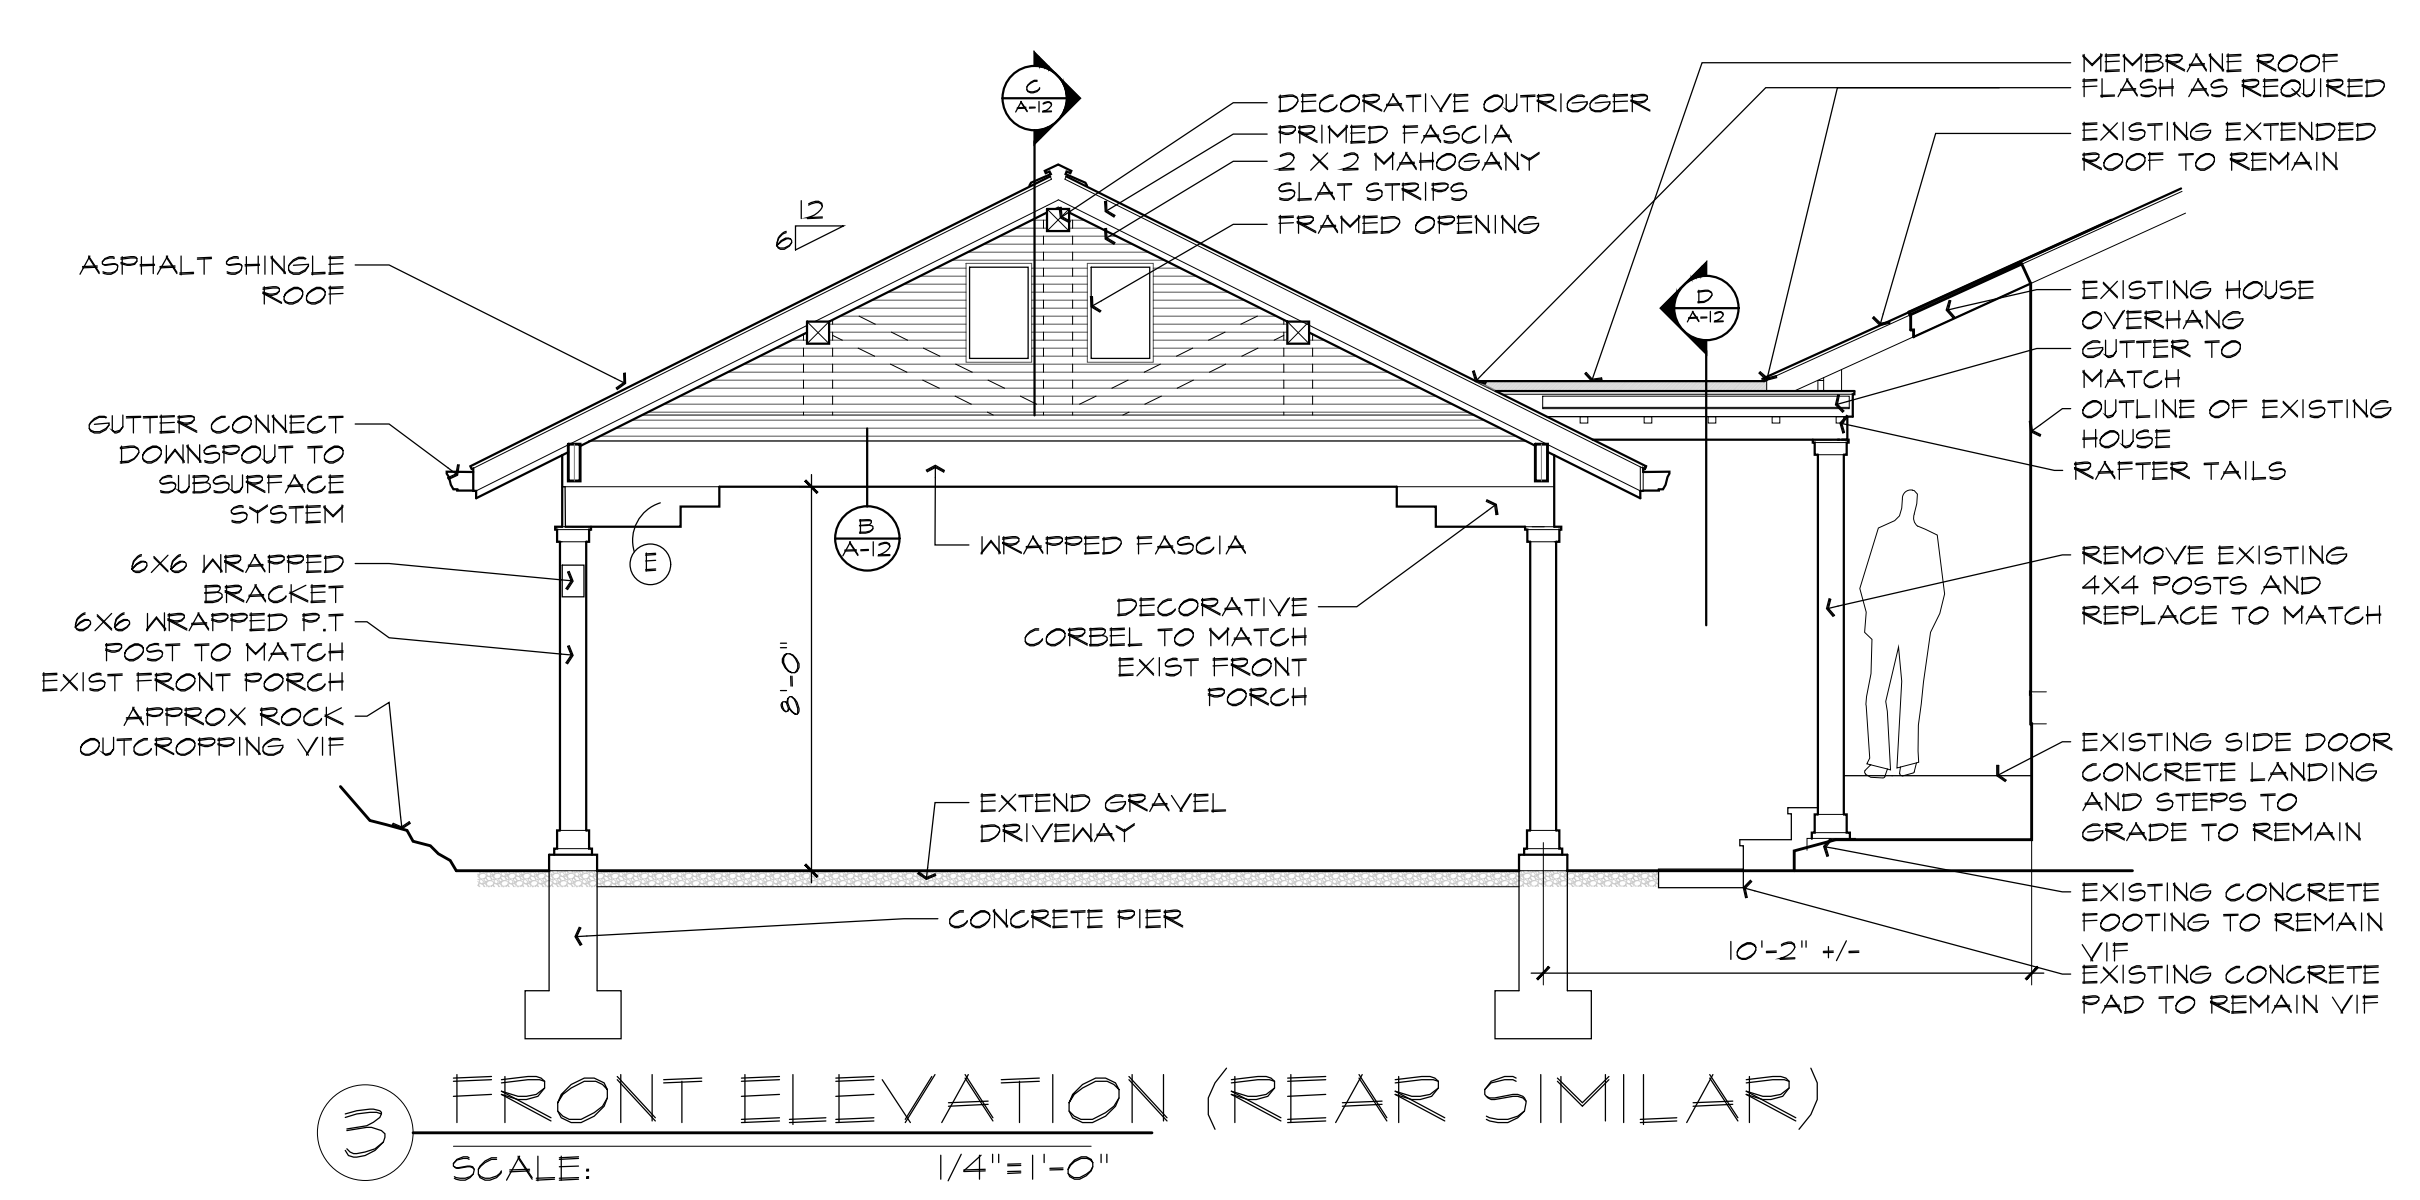 C
A-12
DECORATIVE OUTRIGGER
PRIMED FASCIA
2 X 2 MAHOGANY
SLAT STRIPS
FRAMED OPENING
MEMBRANE ROOF
FLASH AS REQUIRED
EXISTING EXTENDED
ROOF TO REMAIN
12
6
ASPHALT SHINGLE
ROOF
D
A-12
EXISTING HOUSE
OVERHANG
GUTTER TO
MATCH
OUTLINE OF EXISTING
HOUSE
RAFTER TAILS
GUTTER CONNECT
DOWNSPOUT TO
SUBSURFACE
SYSTEM
6X6 WRAPPED
BRACKET
6X6 WRAPPED P.T
POST TO MATCH
EXIST FRONT PORCH
APPROX ROCK
OUTCROPPING VIF
E
B
A-12
WRAPPED FASCIA
DECORATIVE
CORBEL TO MATCH
EXIST FRONT
PORCH
8'-0"
REMOVE EXISTING
4X4 POSTS AND
REPLACE TO MATCH
EXISTING SIDE DOOR
CONCRETE LANDING
AND STEPS TO
GRADE TO REMAIN
EXTEND GRAVEL
DRIVEWAY
CONCRETE PIER
EXISTING CONCRETE
FOOTING TO REMAIN
VIF
10'-2" +/-
EXISTING CONCRETE
PAD TO REMAIN VIF
3
FRONT ELEVATION (REAR SIMILAR)
SCALE: 1/4"=1'-0"